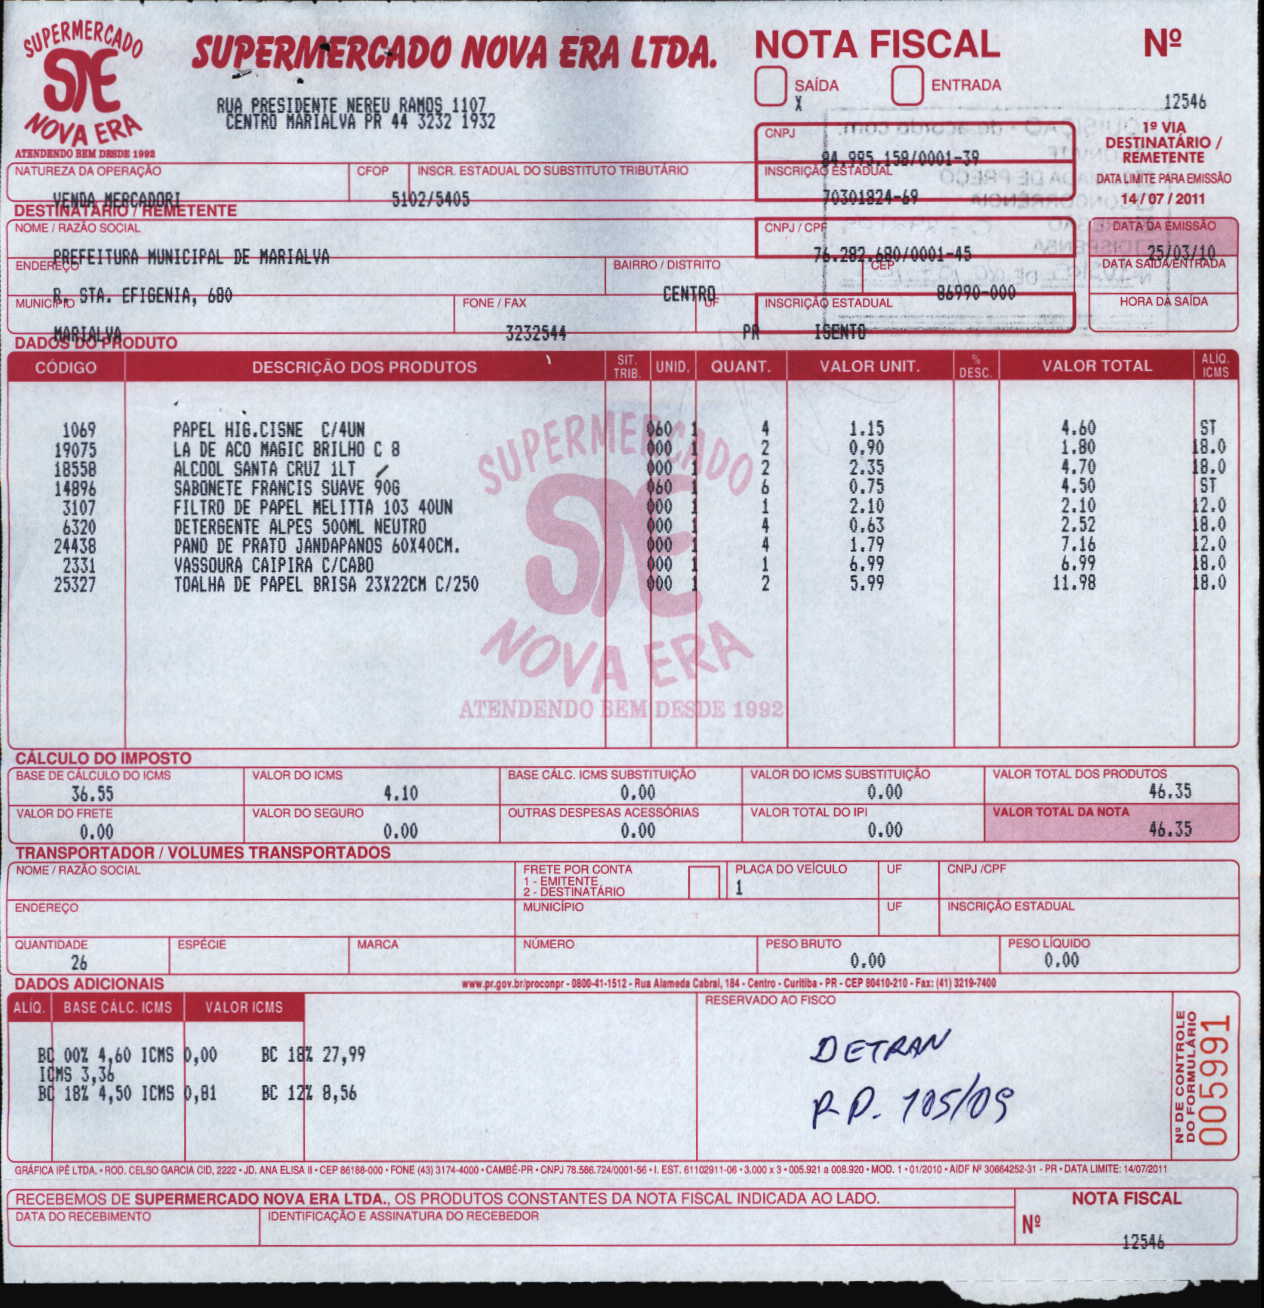 SUPERMERCADO NOVA ERA
ATENDENDO BEM DESDE 1992
SUPERMERCADO NOVA ERA LTDA.
RUA PRESIDENTE NEREU RAMOS 1107
CENTRO MARIALVA PR 44 3232 1932
NOTA FISCAL Nº
SAÍDA ENTRADA
X
12546
1ª VIA
DESTINATÁRIO /
REMETENTE
DATA LIMITE PARA EMISSÃO
14/07/2011
CNPJ
84.995.158/0001-39
NATUREZA DA OPERAÇÃO CFOP INSCR. ESTADUAL DO SUBSTITUTO TRIBUTÁRIO INSCRIÇÃO ESTADUAL
VENDA MERCADORI 5102/5405 70301824-69
DESTINATÁRIO / REMETENTE
NOME / RAZÃO SOCIAL CNPJ / CPF DATA DA EMISSÃO
PREFEITURA MUNICIPAL DE MARIALVA 76.282.680/0001-45 25/03/10
ENDEREÇO BAIRRO / DISTRITO CEP DATA SAÍDA/ENTRADA
R. STA. EFIGENIA, 680 CENTRO 86990-000
MUNICÍPIO FONE / FAX UF INSCRIÇÃO ESTADUAL HORA DA SAÍDA
MARIALVA 3232544 PR ISENTO
DADOS DO PRODUTO
CÓDIGO DESCRIÇÃO DOS PRODUTOS SIT. TRIB. UNID. QUANT. VALOR UNIT. % DESC. VALOR TOTAL ALIQ. ICMS
1069 PAPEL HIG.CISNE C/4UN 060 1 4 1.15 4.60 ST
19075 LA DE ACO MAGIC BRILHO C 8 000 1 2 0.90 1.80 18.0
18558 ALCOOL SANTA CRUZ 1LT 000 1 2 2.35 4.70 18.0
14896 SABONETE FRANCIS SUAVE 90G 060 1 6 0.75 4.50 ST
3107 FILTRO DE PAPEL MELITTA 103 40UN 000 1 1 2.10 2.10 12.0
6320 DETERGENTE ALPES 500ML NEUTRO 000 1 4 0.63 2.52 18.0
24438 PANO DE PRATO JANDAPANOS 60X40CM. 000 1 4 1.79 7.16 12.0
2331 VASSOURA CAIPIRA C/CABO 000 1 1 6.99 6.99 18.0
25327 TOALHA DE PAPEL BRISA 23X22CM C/250 000 1 2 5.99 11.98 18.0
SUPERMERCADO
NOVA ERA
ATENDENDO BEM DESDE 1992
CÁLCULO DO IMPOSTO
BASE DE CÁLCULO DO ICMS VALOR DO ICMS BASE CÁLC. ICMS SUBSTITUIÇÃO VALOR DO ICMS SUBSTITUIÇÃO VALOR TOTAL DOS PRODUTOS
36.55 4.10 0.00 0.00 46.35
VALOR DO FRETE VALOR DO SEGURO OUTRAS DESPESAS ACESSÓRIAS VALOR TOTAL DO IPI VALOR TOTAL DA NOTA
0.00 0.00 0.00 0.00 46.35
TRANSPORTADOR / VOLUMES TRANSPORTADOS
NOME / RAZÃO SOCIAL FRETE POR CONTA PLACA DO VEÍCULO UF CNPJ /CPF
1 - EMITENTE
2 - DESTINATÁRIO
1
ENDEREÇO MUNICÍPIO UF INSCRIÇÃO ESTADUAL
QUANTIDADE ESPÉCIE MARCA NÚMERO PESO BRUTO PESO LÍQUIDO
26 0.00 0.00
DADOS ADICIONAIS
www.pr.gov.br/proconpr - 0800-41-1512 - Rua Alameda Cabral, 184 - Centro - Curitiba - PR - CEP 80410-210 - Fax: (41) 3219-7400
ALÍQ. BASE CÁLC. ICMS VALOR ICMS RESERVADO AO FISCO
BC 00% 4,60 ICMS 0,00 BC 18% 27,99
ICMS 3,36
BC 18% 4,50 ICMS 0,81 BC 12% 8,56
DETRAN
R.P. 105/09
Nº DE CONTROLE
DO FORMULÁRIO
005991
GRÁFICA IPÊ LTDA. • ROD. CELSO GARCIA CID, 2222 • JD. ANA ELISA II • CEP 86188-000 • FONE (43) 3174-4000 • CAMBÉ-PR • CNPJ 78.586.724/0001-56 • I. EST. 61102911-06 • 3.000 x 3 • 005.921 a 008.920 • MOD. 1 • 01/2010 • AIDF Nº 30664252-31 - PR • DATA LIMITE: 14/07/2011
RECEBEMOS DE SUPERMERCADO NOVA ERA LTDA., OS PRODUTOS CONSTANTES DA NOTA FISCAL INDICADA AO LADO.
NOTA FISCAL
DATA DO RECEBIMENTO IDENTIFICAÇÃO E ASSINATURA DO RECEBEDOR
Nº
12546